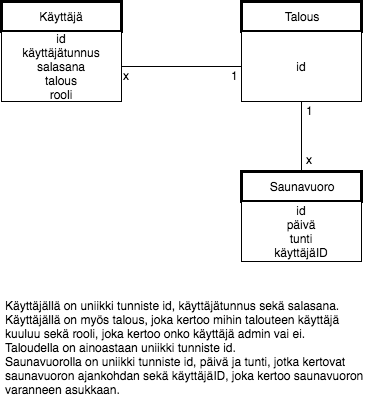 Käyttäjä
id
käyttäjätunnus
salasana
talous
rooli
x
1
Talous
id
1
x
Saunavuoro
id
päivä
tunti
käyttäjäID
Käyttäjällä on uniikki tunniste id, käyttäjätunnus sekä salasana.
Käyttäjällä on myös talous, joka kertoo mihin talouteen käyttäjä
kuuluu sekä rooli, joka kertoo onko käyttäjä admin vai ei.
Taloudella on ainoastaan uniikki tunniste id.
Saunavuorolla on uniikki tunniste id, päivä ja tunti, jotka kertovat
saunavuoron ajankohdan sekä käyttäjäID, joka kertoo saunavuoron
varanneen asukkaan.